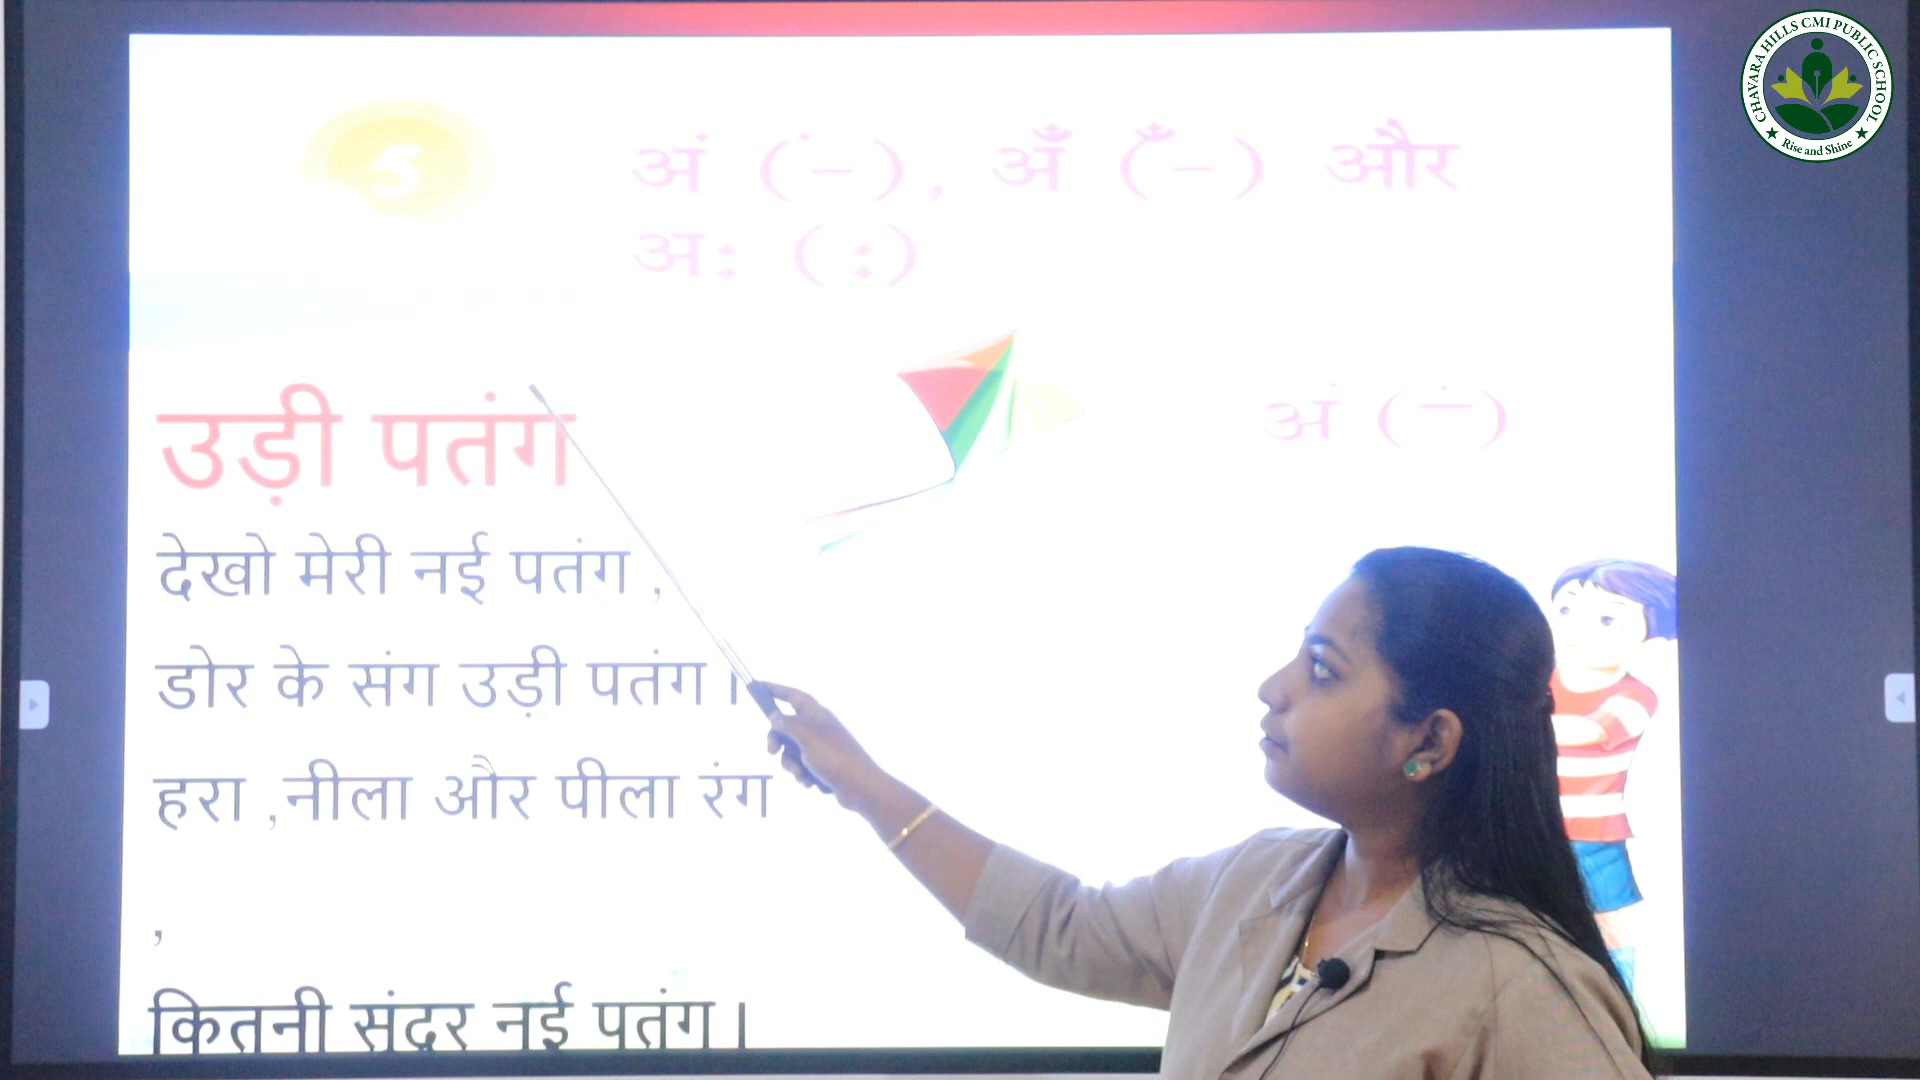 CHAVARA HILLS CMI PUBLIC SCHOOL
Rise and Shine
5
अं (ं–), अँ (ँ–) और
अः (ः)
अं (ं–)
उड़ी पतंग
देखो मेरी नई पतंग ,
डोर के संग उड़ी पतंग ।
हरा ,नीला और पीला रंग
,
कितनी सुंदर नई पतंग ।